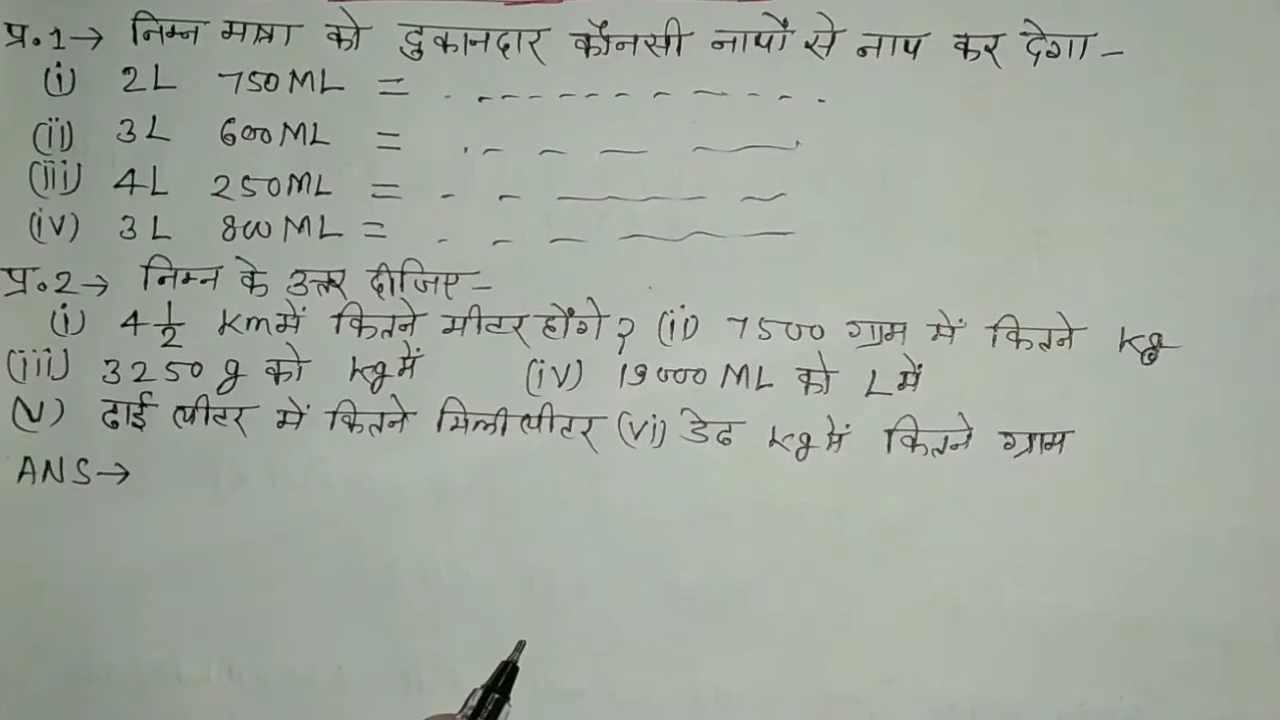 प्र.1→ निम्न मात्रा को दुकानदार कौनसी नापों से नाप कर देगा -
(i) 2L 750ML =
(ii) 3L 600ML =
(iii) 4L 250ML =
(iv) 3L 800ML =
प्र.2→ निम्न के उत्तर दीजिए -
(i) 4 1/2 Km में कितने मीटर होंगे? (ii) 7500 ग्राम में कितने kg
(iii) 3250 g को kg में (iv) 19000 ML को L में
(v) ढाई लीटर में कितने मिलीलीटर (vi) डेढ kg में कितने ग्राम
ANS→